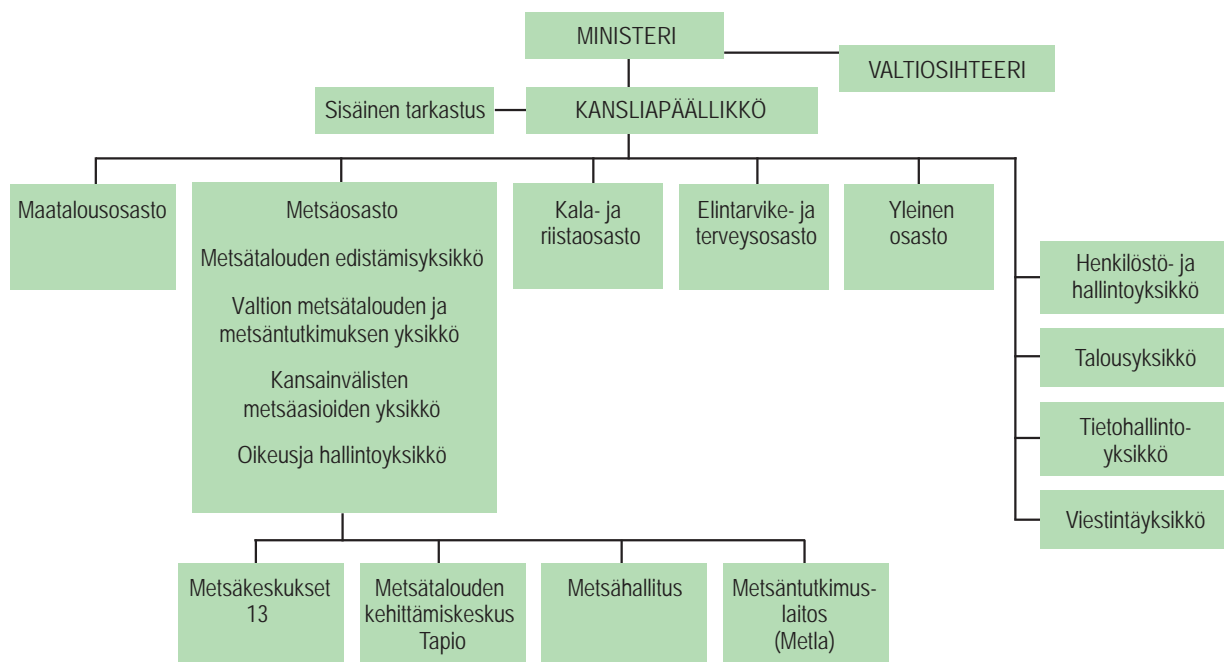 MINISTERI
VALTIOSIHTEERI
Sisäinen tarkastus
KANSLIAPÄÄLLIKKÖ
Maatalousosasto
Metsäosasto
Metsätalouden edistämisyksikkö
Valtion metsätalouden ja
metsäntutkimuksen yksikkö
Kansainvälisten
metsäasioiden yksikkö
Oikeusja hallintoyksikkö
Kala- ja
riistaosasto
Elintarvike- ja
terveysosasto
Yleinen
osasto
Henkilöstö- ja
hallintoyksikkö
Talousyksikkö
Tietohallinto-
yksikkö
Viestintäyksikkö
Metsäkeskukset
13
Metsätalouden
kehittämiskeskus
Tapio
Metsähallitus
Metsäntutkimus-
laitos
(Metla)